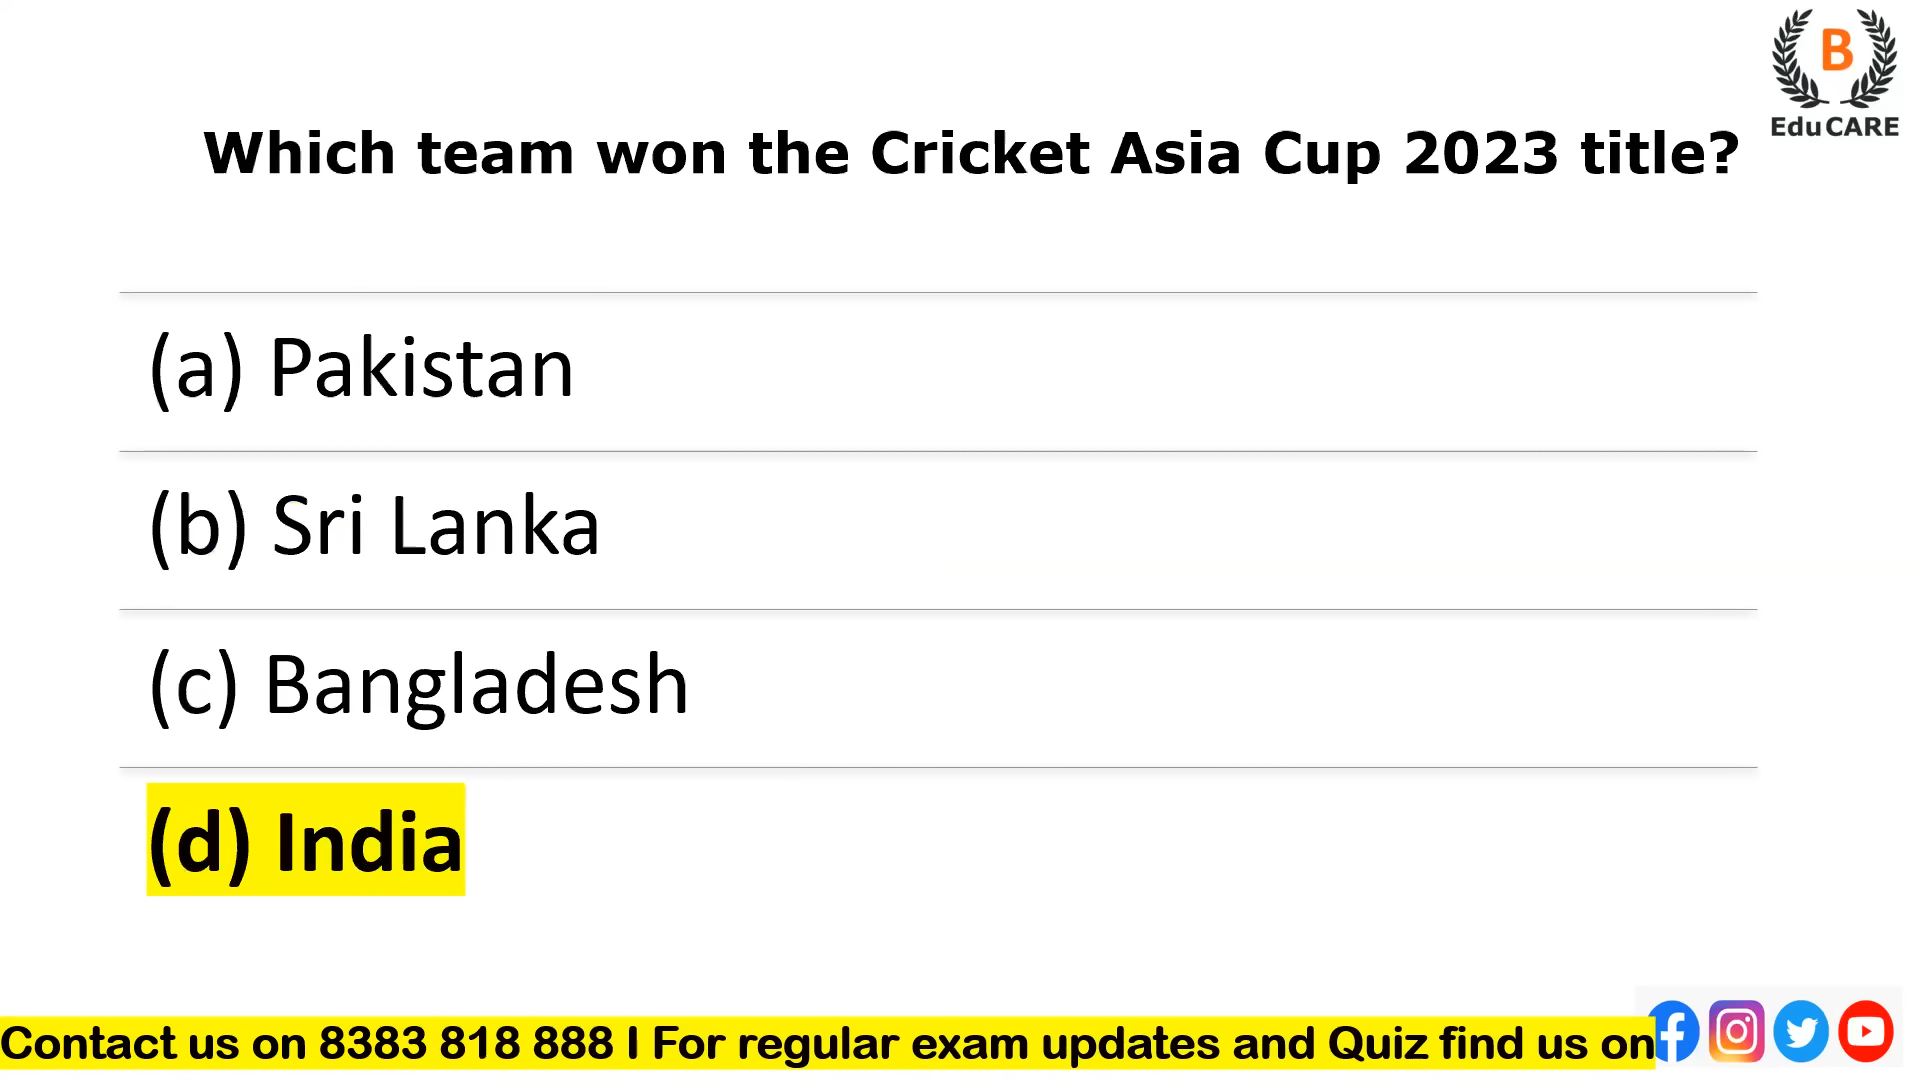 B
EduCARE
Which team won the Cricket Asia Cup 2023 title?
(a) Pakistan
(b) Sri Lanka
(c) Bangladesh
(d) India
Contact us on 8383 818 888 I For regular exam updates and Quiz find us on